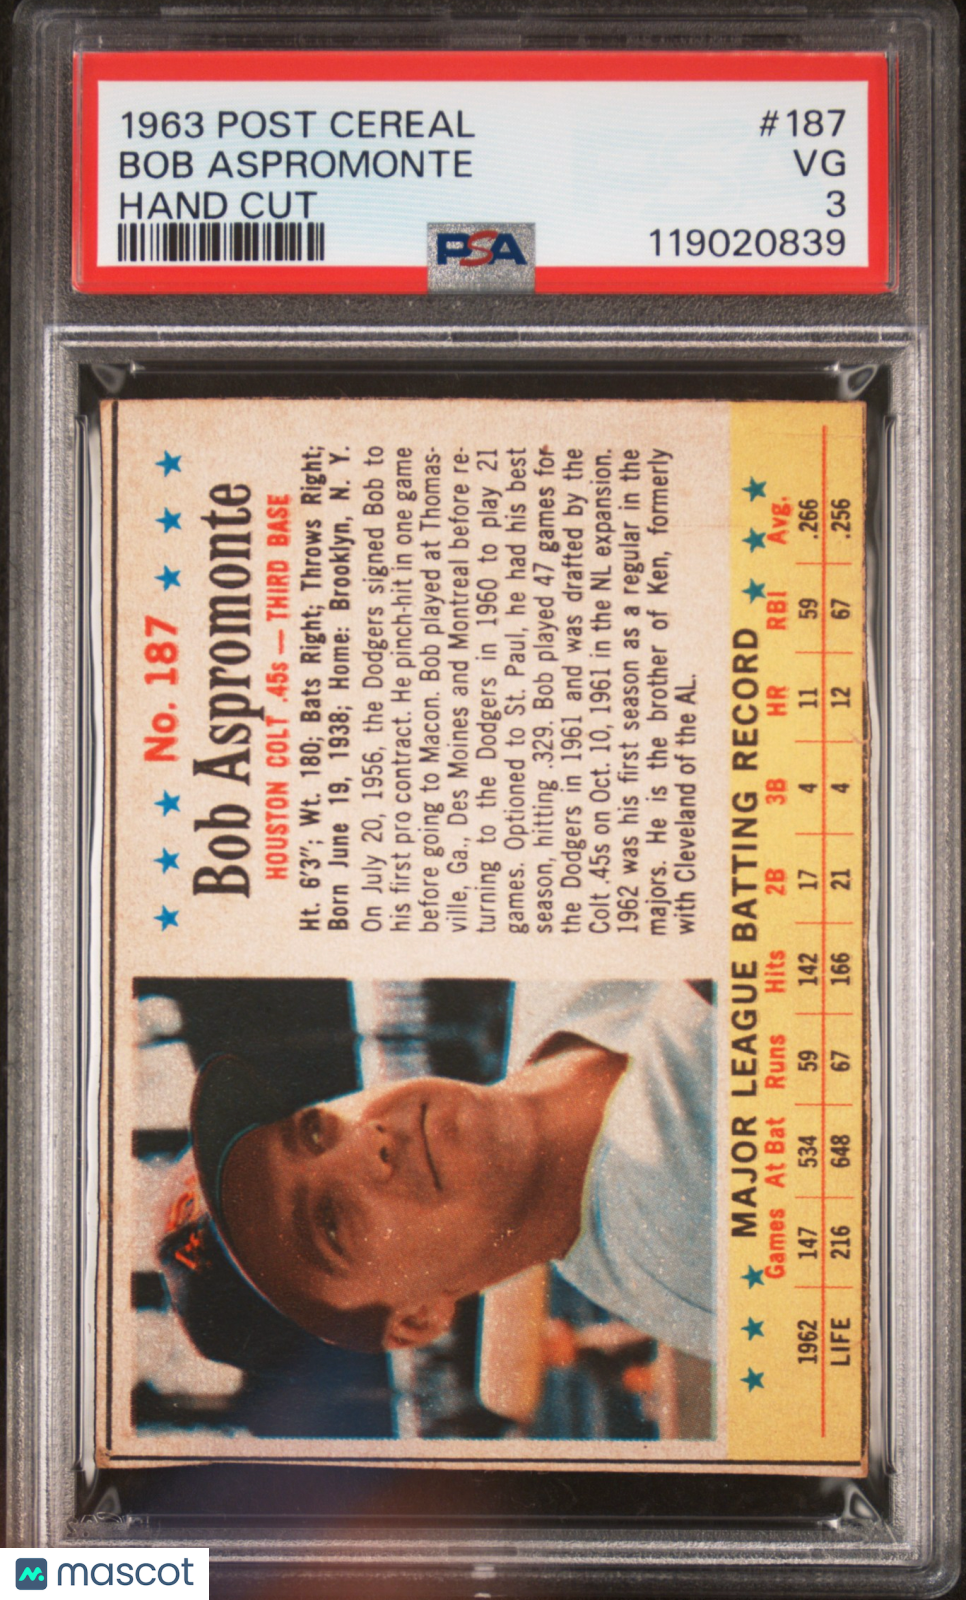 1963 POST CEREAL #187
BOB ASPROMONTE VG
HAND CUT 3
PSA 119020839
No. 187
Bob Aspromonte
HOUSTON COLT .45s — THIRD BASE
Ht. 6'3"; Wt. 180; Bats Right; Throws Right;
Born June 19, 1938; Home: Brooklyn, N. Y.
On July 20, 1956, the Dodgers signed Bob to
his first pro contract. He pinch-hit in one game
before going to Macon. Bob played at Thomas-
ville, Ga., Des Moines and Montreal before re-
turning to the Dodgers in 1960 to play 21
games. Optioned to St. Paul, he had his best
season, hitting .329. Bob played 47 games for
the Dodgers in 1961 and was drafted by the
Colt .45s on Oct. 10, 1961 in the NL expansion.
1962 was his first season as a regular in the
majors. He is the brother of Ken, formerly
with Cleveland of the AL.
MAJOR LEAGUE BATTING RECORD
Games At Bat Runs Hits 2B 3B HR RBI Avg.
1962 147 534 59 142 17 4 11 59 .266
LIFE 216 648 67 166 21 4 12 67 .256
mascot